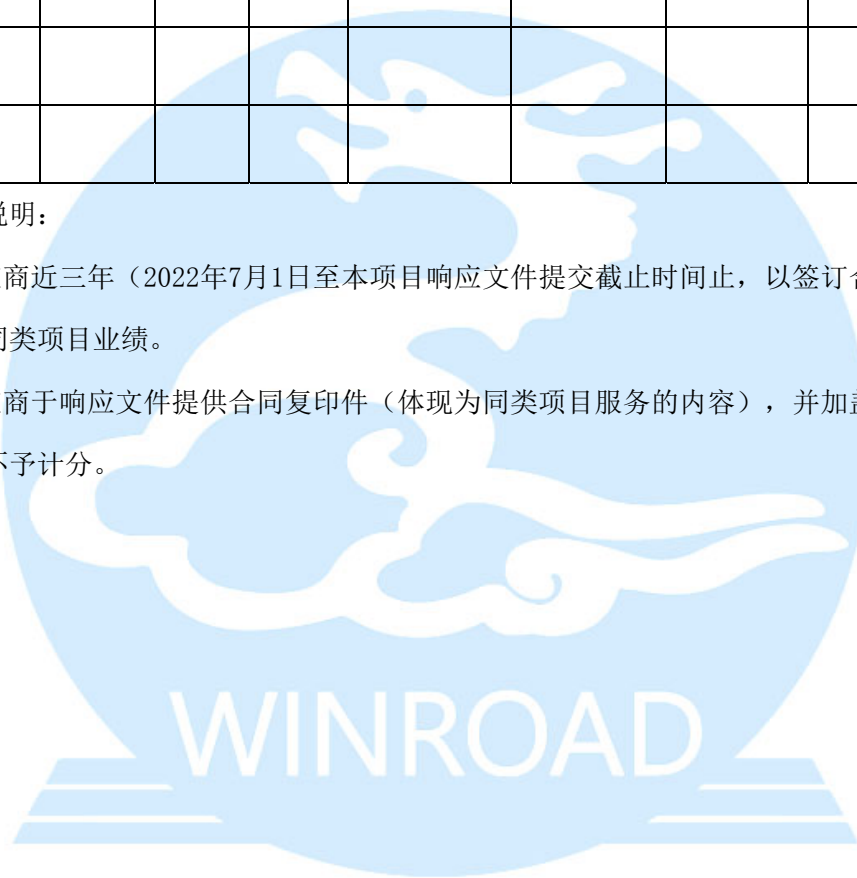 说明：
商近三年（2022年7月1日至本项目响应文件提交截止时间止，以签订
同类项目业绩。
商于响应文件提供合同复印件（体现为同类项目服务的内容），并加
不予计分。
WINROAD